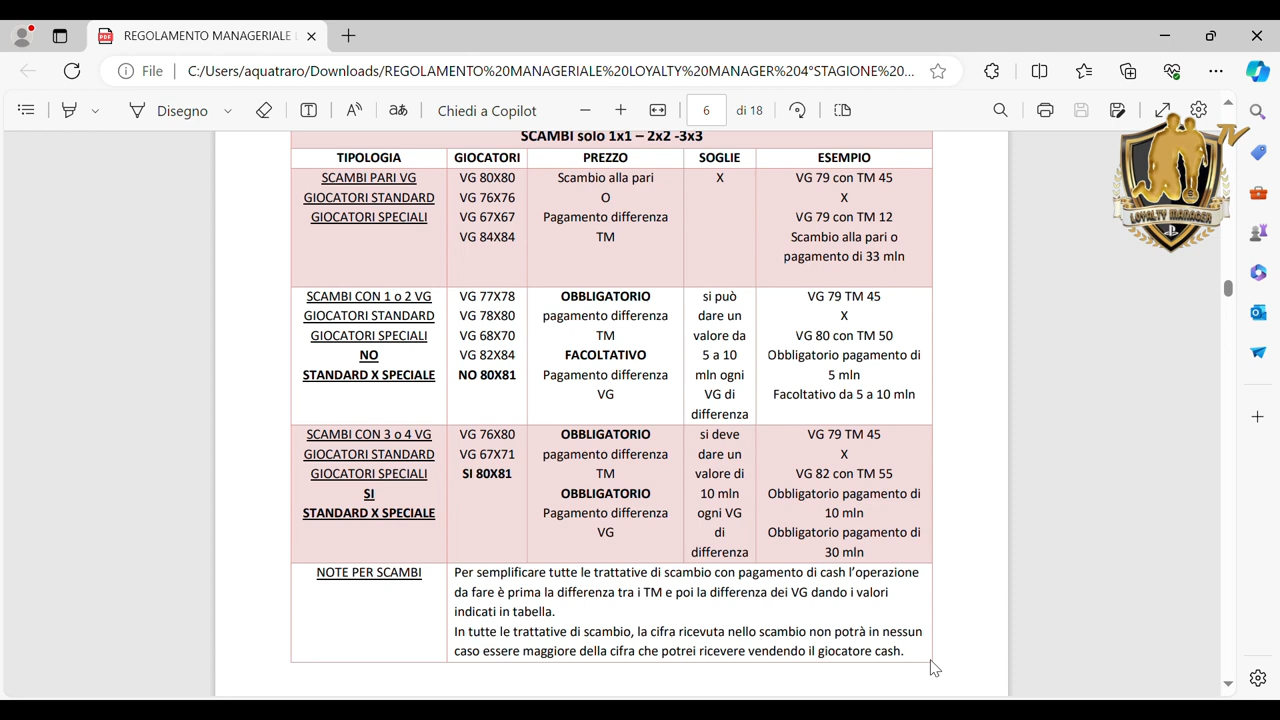 REGOLAMENTO MANAGERIALE L
File
C:/Users/aquatraro/Downloads/REGOLAMENTO%20MANAGERIALE%20LOYALTY%20MANAGER%204°STAGIONE%20...
Disegno
Chiedi a Copilot
6
di 18
TV
LOYALTY MANAGER
SCAMBI solo 1x1 – 2x2 -3x3
TIPOLOGIA GIOCATORI PREZZO SOGLIE ESEMPIO
SCAMBI PARI VG
GIOCATORI STANDARD
GIOCATORI SPECIALI
VG 80X80
VG 76X76
VG 67X67
VG 84X84
Scambio alla pari
O
Pagamento differenza
TM
X
VG 79 con TM 45
X
VG 79 con TM 12
Scambio alla pari o
pagamento di 33 mln
SCAMBI CON 1 o 2 VG
GIOCATORI STANDARD
GIOCATORI SPECIALI
NO
STANDARD X SPECIALE
VG 77X78
VG 78X80
VG 68X70
VG 82X84
NO 80X81
OBBLIGATORIO
pagamento differenza
TM
FACOLTATIVO
Pagamento differenza
VG
si può
dare un
valore da
5 a 10
mln ogni
VG di
differenza
VG 79 TM 45
X
VG 80 con TM 50
Obbligatorio pagamento di
5 mln
Facoltativo da 5 a 10 mln
SCAMBI CON 3 o 4 VG
GIOCATORI STANDARD
GIOCATORI SPECIALI
SI
STANDARD X SPECIALE
VG 76X80
VG 67X71
SI 80X81
OBBLIGATORIO
pagamento differenza
TM
OBBLIGATORIO
Pagamento differenza
VG
si deve
dare un
valore di
10 mln
ogni VG
di
differenza
VG 79 TM 45
X
VG 82 con TM 55
Obbligatorio pagamento di
10 mln
Obbligatorio pagamento di
30 mln
NOTE PER SCAMBI
Per semplificare tutte le trattative di scambio con pagamento di cash l'operazione
da fare è prima la differenza tra i TM e poi la differenza dei VG dando i valori
indicati in tabella.
In tutte le trattative di scambio, la cifra ricevuta nello scambio non potrà in nessun
caso essere maggiore della cifra che potrei ricevere vendendo il giocatore cash.